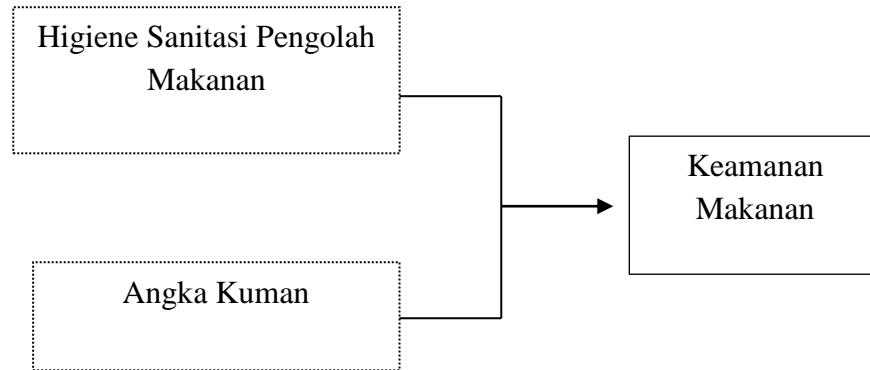 Higiene Sanitasi Pengolah
Makanan
Keamanan
Makanan
Angka Kuman